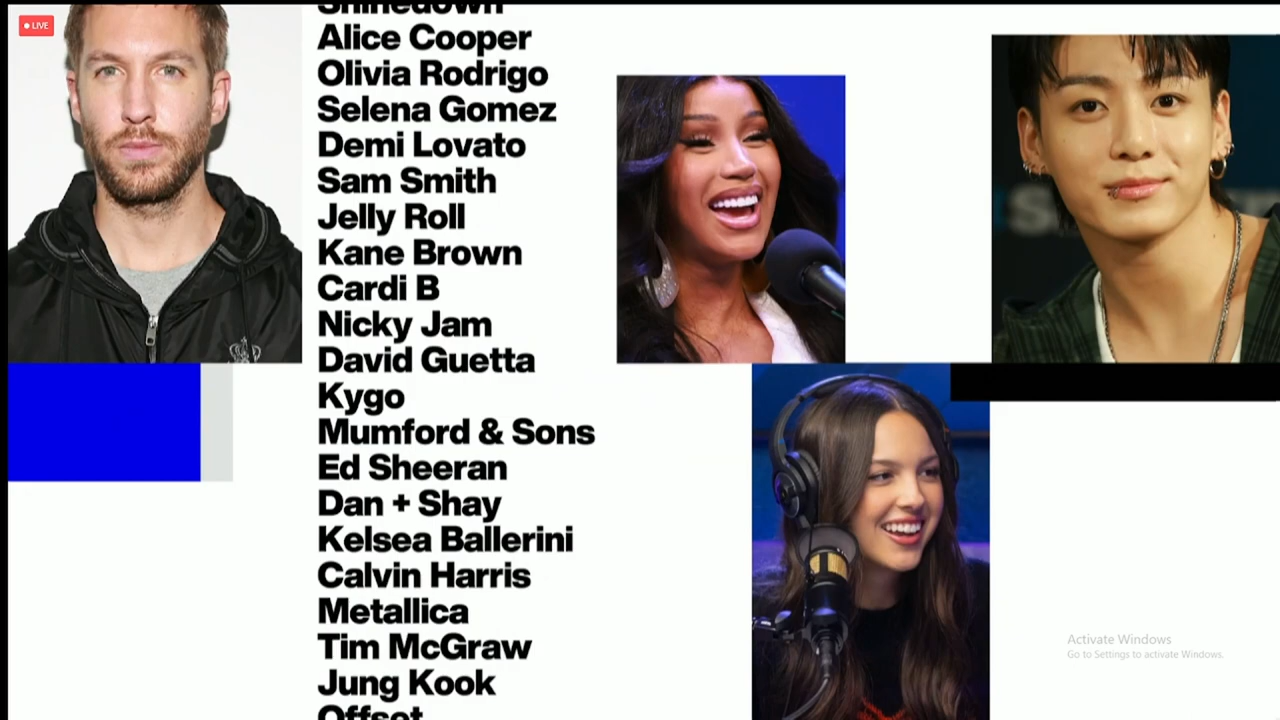 LIVE
Shinedown
Alice Cooper
Olivia Rodrigo
Selena Gomez
Demi Lovato
Sam Smith
Jelly Roll
Kane Brown
Cardi B
Nicky Jam
David Guetta
Kygo
Mumford & Sons
Ed Sheeran
Dan + Shay
Kelsea Ballerini
Calvin Harris
Metallica
Tim McGraw
Jung Kook
Offset
Activate Windows
Go to Settings to activate Windows.